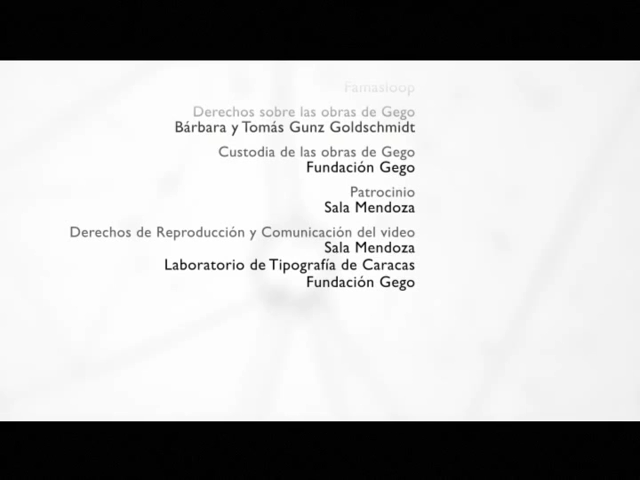 Famasloop
Derechos sobre las obras de Gego
Bárbara y Tomás Gunz Goldschmidt
Custodia de las obras de Gego
Fundación Gego
Patrocinio
Sala Mendoza
Derechos de Reproducción y Comunicación del video
Sala Mendoza
Laboratorio de Tipografía de Caracas
Fundación Gego